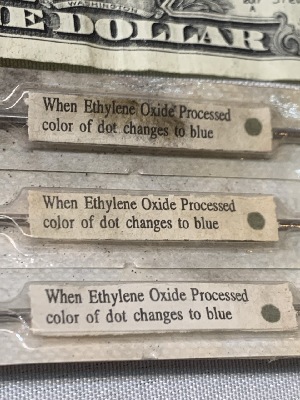 WASHINGTON
E DOLLAR
When Ethylene Oxide Processed
color of dot changes to blue
When Ethylene Oxide Processed
color of dot changes to blue
When Ethylene Oxide Processed
color of dot changes to blue